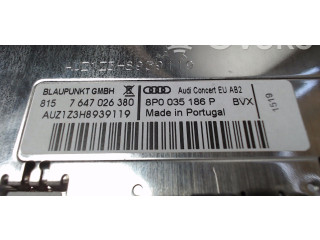 AUZ1Z3H8939119
BLAUPUNKT GMBH
Audi Concert EU AB2
815 7 647 026 380
8P0 035 186 P BVX
AUZ1Z3H8939119
Made in Portugal
1519